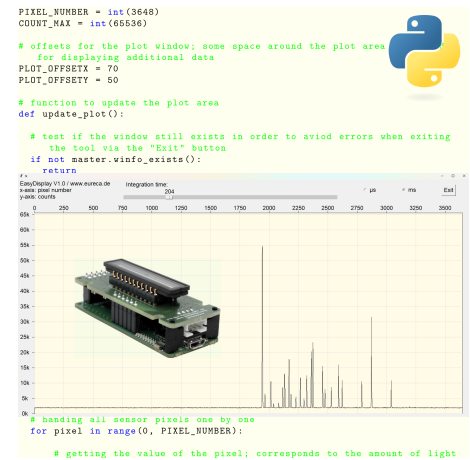 PIXEL_NUMBER = int(3648)
COUNT_MAX = int(65536)
# offsets for the plot window; some space around the plot area
for displaying additional data
PLOT_OFFSETX = 70
PLOT_OFFSETY = 50
# function to update the plot area
def update_plot():
# test if the window still exists in order to aviod errors when exiting
the tool via the "Exit" button
if not master.winfo_exists():
return
EasyDisplay V1.0 / www.eureca.de
x-axis: pixel number
y-axis: counts
Integration time:
204
µs
ms
Exit
0 250 500 750 1000 1250 1500 1750 2000 2250 2500 2750 3000 3250 3500
65k
60k
55k
50k
45k
40k
35k
30k
25k
20k
15k
10k
5k
0k
# handing all sensor pixels one by one
for pixel in range(0, PIXEL_NUMBER):
# getting the value of the pixel; corresponds to the amount of light